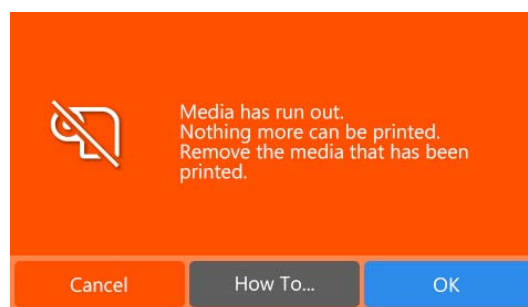 Media has run out.
Nothing more can be printed.
Remove the media that has been
printed.
Cancel
How To...
OK